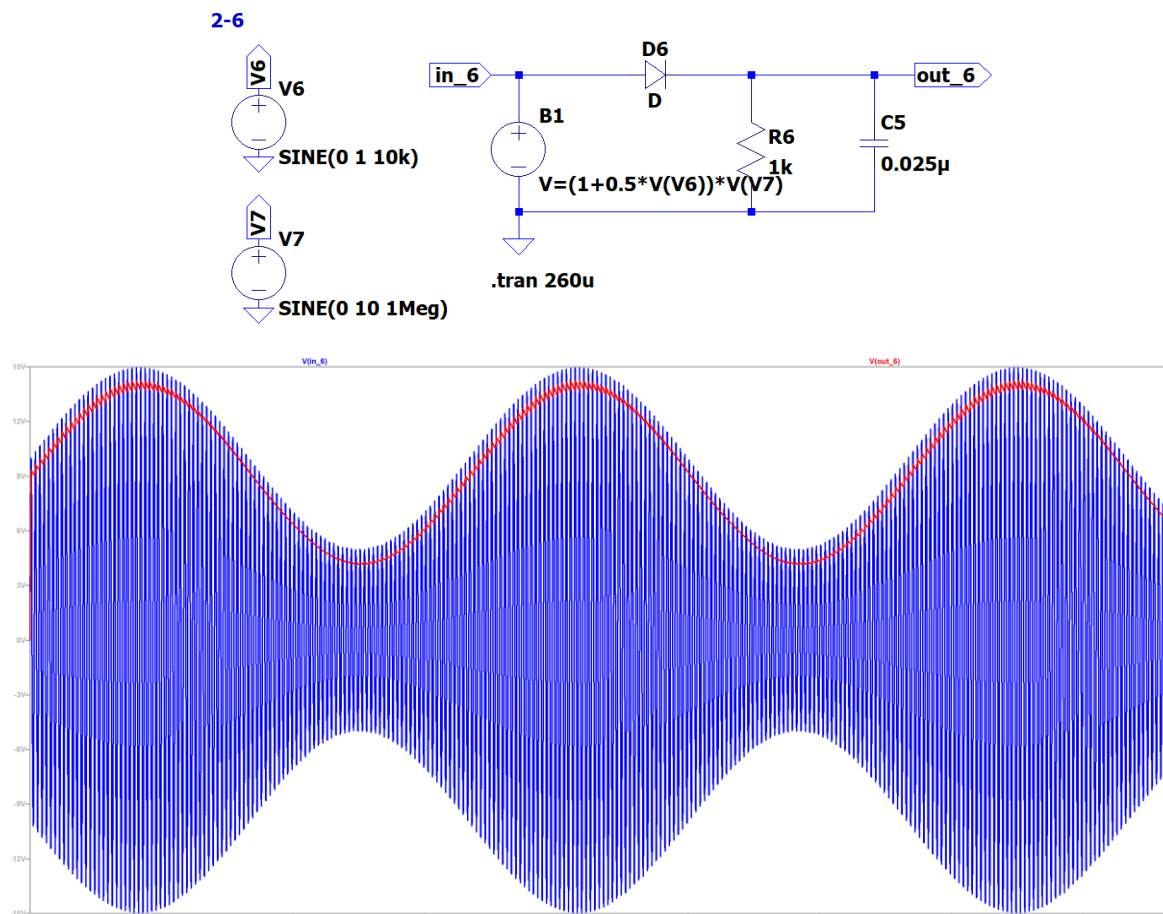 2-6
V6
V6
SINE(0 1 10k)
V7
V7
SINE(0 10 1Meg)
in_6
B1
V=(1+0.5*V(V6))*V(V7)
D6
D
R6
1k
C5
0.025µ
out_6
.tran 260u
V(in_6)
V(out_6)
15V
12V
9V
6V
3V
0V
-3V
-6V
-9V
-12V
-15V